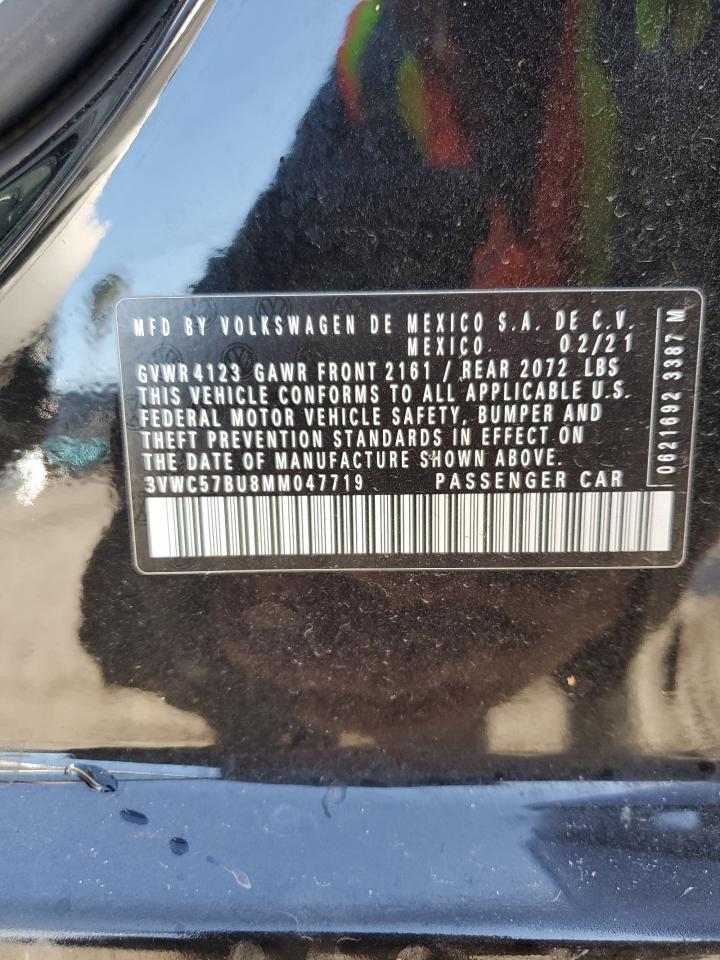 MFD BY VOLKSWAGEN DE MEXICO S.A. DE C.V.
MEXICO. 02/21
GVWR 4123 GAWR FRONT 2161 / REAR 2072 LBS
THIS VEHICLE CONFORMS TO ALL APPLICABLE U.S.
FEDERAL MOTOR VEHICLE SAFETY, BUMPER AND
THEFT PREVENTION STANDARDS IN EFFECT ON
THE DATE OF MANUFACTURE SHOWN ABOVE.
3VWC57BU8MM047719 PASSENGER CAR
0621692 3387 M